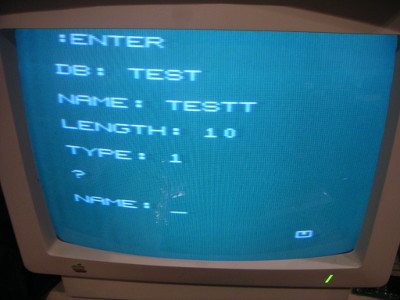 :ENTER
DB: TEST
NAME: TESTT
LENGTH: 10
TYPE: 1
?
NAME: _